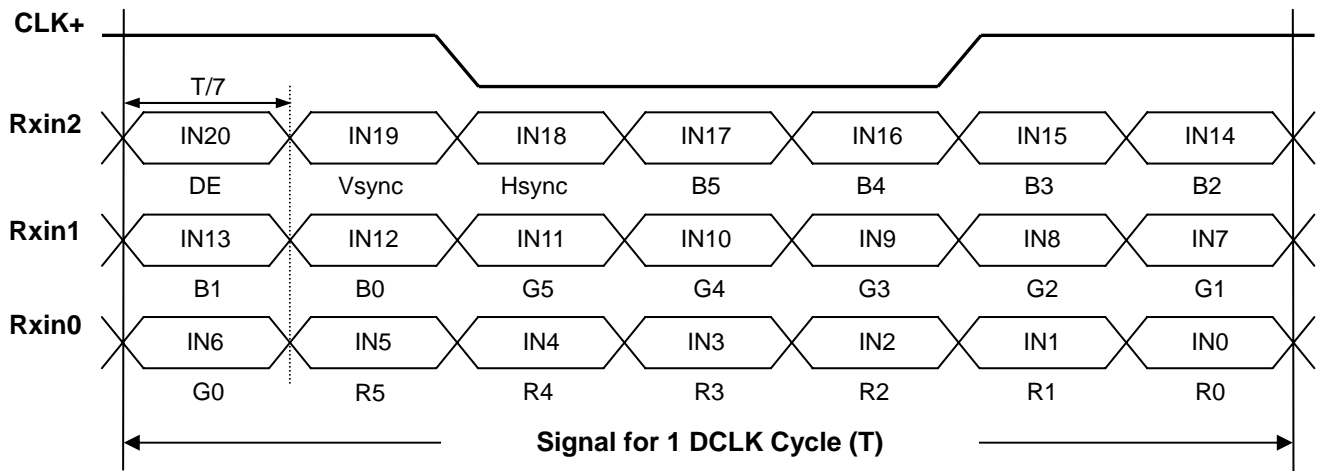 CLK+
T/7
Rxin2 IN20 IN19 IN18 IN17 IN16 IN15 IN14
DE Vsync Hsync B5 B4 B3 B2
Rxin1 IN13 IN12 IN11 IN10 IN9 IN8 IN7
B1 B0 G5 G4 G3 G2 G1
Rxin0 IN6 IN5 IN4 IN3 IN2 IN1 IN0
G0 R5 R4 R3 R2 R1 R0
Signal for 1 DCLK Cycle (T)